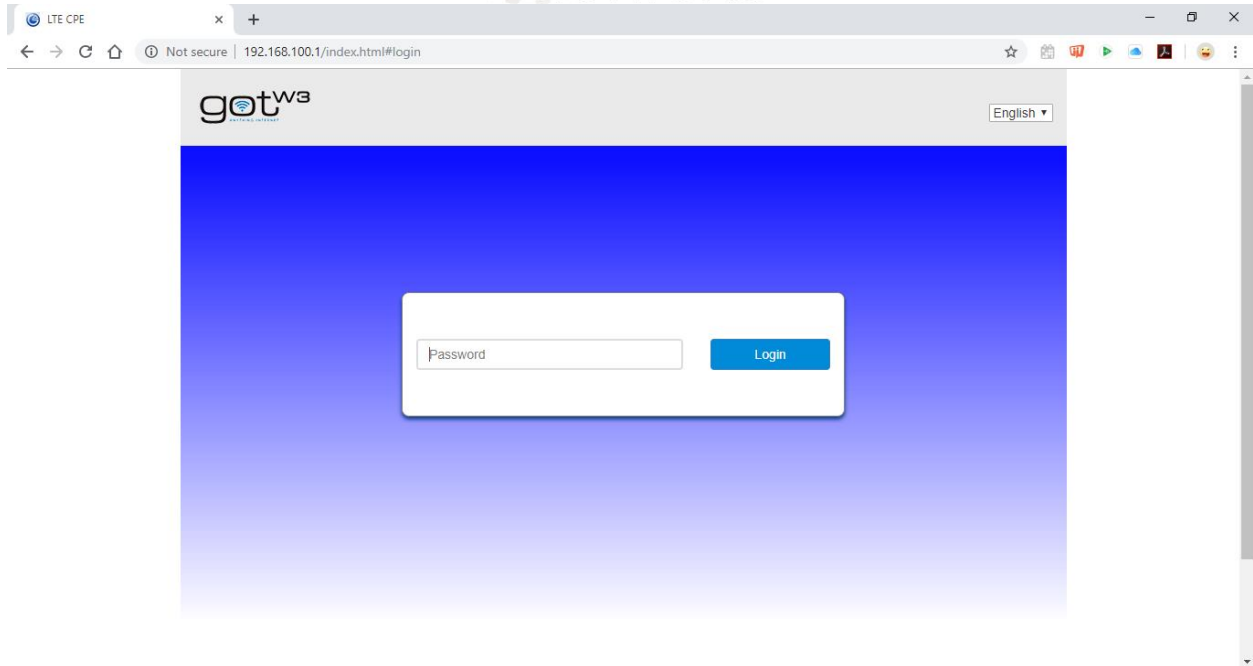 LTE CPE
Not secure | 192.168.100.1/index.html#login
gotW3
English
Password
Login